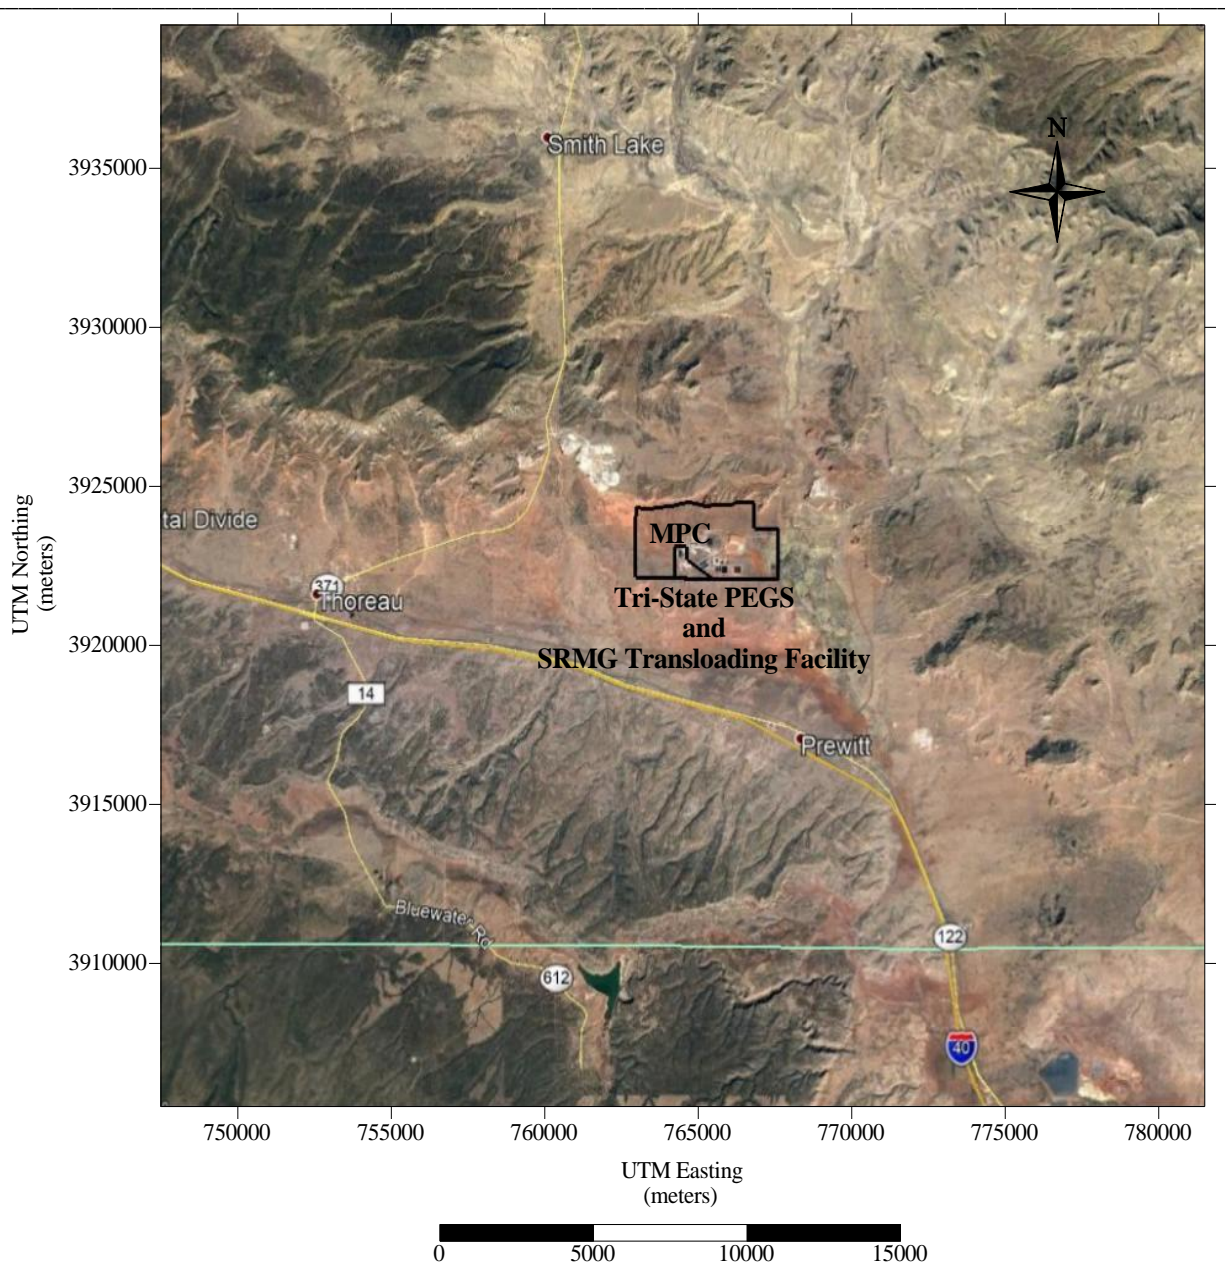 N
Smith Lake
3935000
3930000
3925000
3920000
3915000
3910000
UTM Northing
(meters)
tal Divide
MPC
371
Thoreau
Tri-State PEGS
and
SRMG Transloading Facility
14
Prewitt
Bluewater Rd
122
612
40
750000 755000 760000 765000 770000 775000 780000
UTM Easting
(meters)
0 5000 10000 15000